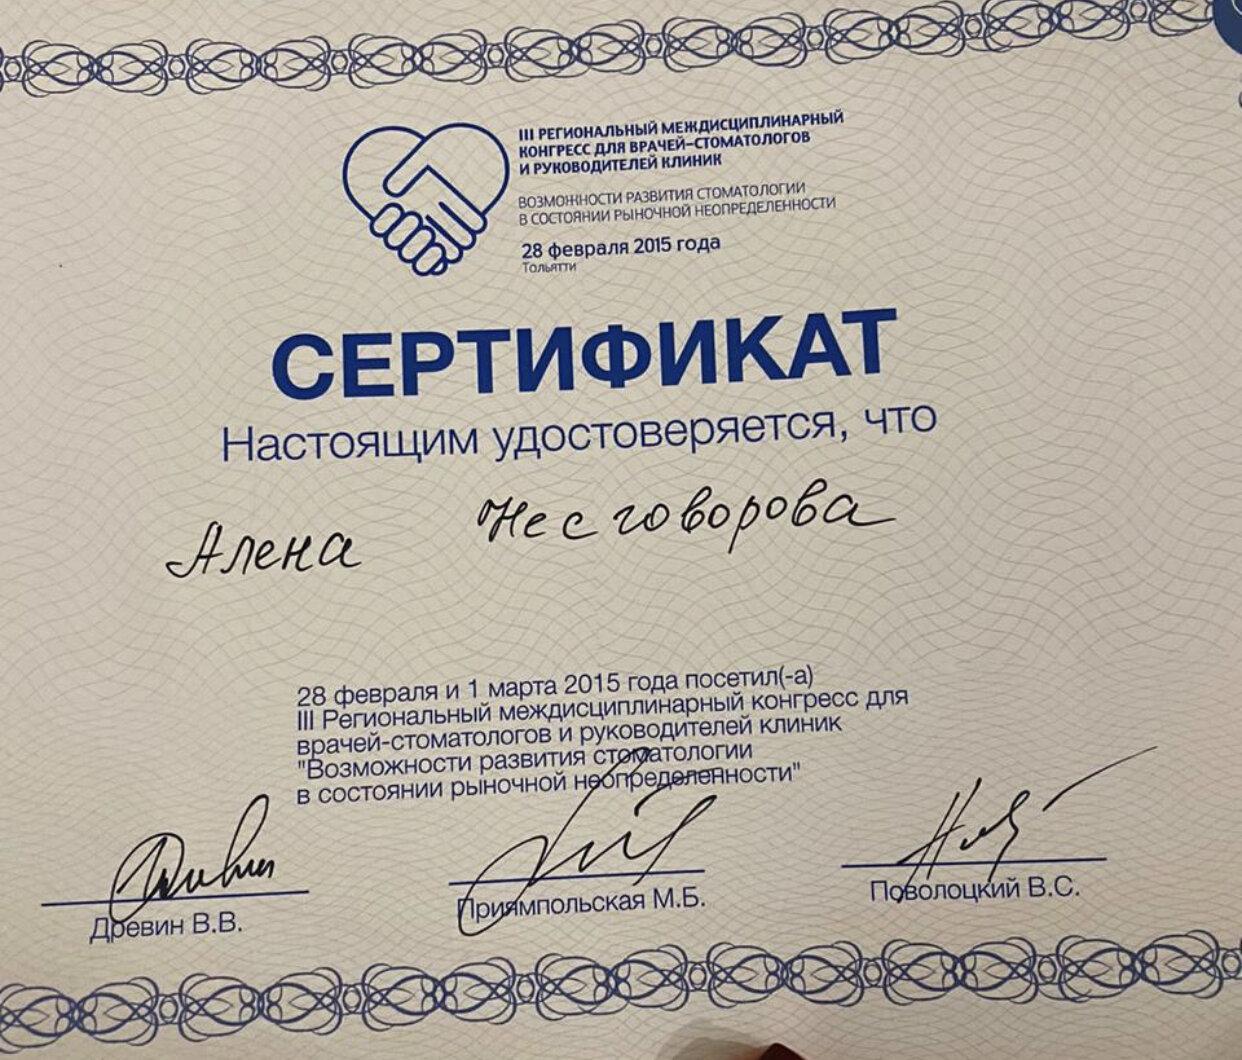 III РЕГИОНАЛЬНЫЙ МЕЖДИСЦИПЛИНАРНЫЙ
КОНГРЕСС ДЛЯ ВРАЧЕЙ-СТОМАТОЛОГОВ
И РУКОВОДИТЕЛЕЙ КЛИНИК
ВОЗМОЖНОСТИ РАЗВИТИЯ СТОМАТОЛОГИИ
В СОСТОЯНИИ РЫНОЧНОЙ НЕОПРЕДЕЛЕННОСТИ
28 февраля 2015 года
Тольятти
СЕРТИФИКАТ
Настоящим удостоверяется, что
Алена Несговорова
28 февраля и 1 марта 2015 года посетил(-а)
III Региональный междисциплинарный конгресс для
врачей-стоматологов и руководителей клиник
"Возможности развития стоматологии
в состоянии рыночной неопределенности"
Древин В.В.
Приямпольская М.Б.
Поволоцкий В.С.